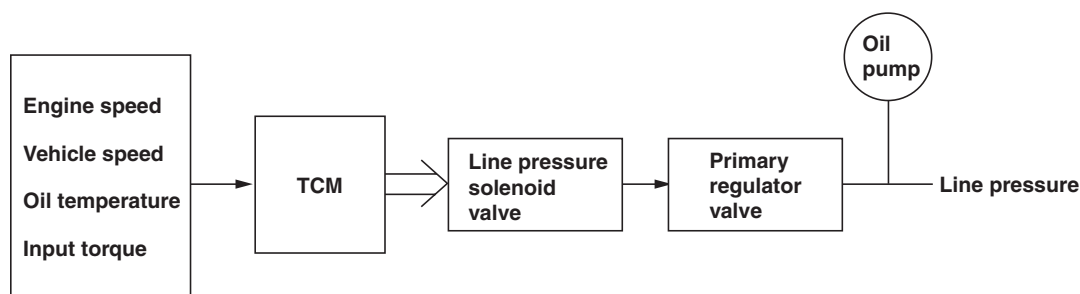 Engine speed
Vehicle speed
Oil temperature
Input torque
TCM
Line pressure
solenoid
valve
Primary
regulator
valve
Oil
pump
Line pressure